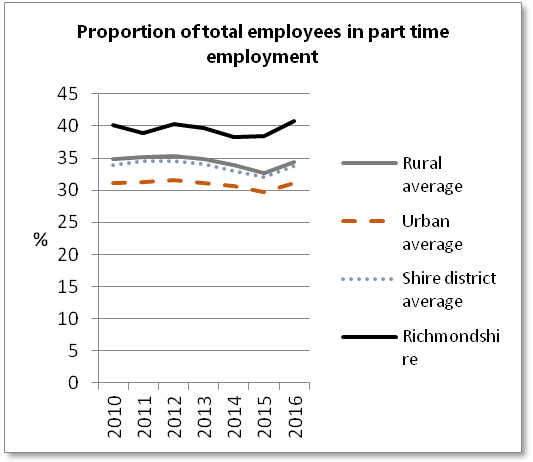 Proportion of total employees in part time
employment
45
40
35
30
25
20
15
10
5
0
%
2010
2011
2012
2013
2014
2015
2016
Rural
average
Urban
average
Shire district
average
Richmondshi
re